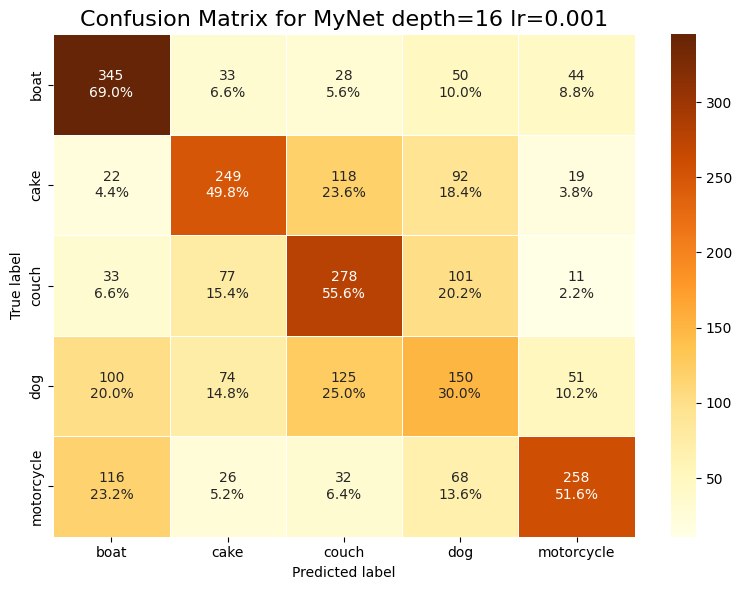 Confusion Matrix for MyNet depth=16 lr=0.001
boat
345 33 28 50 44
69.0% 6.6% 5.6% 10.0% 8.8%
cake
22 249 118 92 19
4.4% 49.8% 23.6% 18.4% 3.8%
couch
33 77 278 101 11
6.6% 15.4% 55.6% 20.2% 2.2%
dog
100 74 125 150 51
20.0% 14.8% 25.0% 30.0% 10.2%
motorcycle
116 26 32 68 258
23.2% 5.2% 6.4% 13.6% 51.6%
True label
boat cake couch dog motorcycle
Predicted label
300
250
200
150
100
50